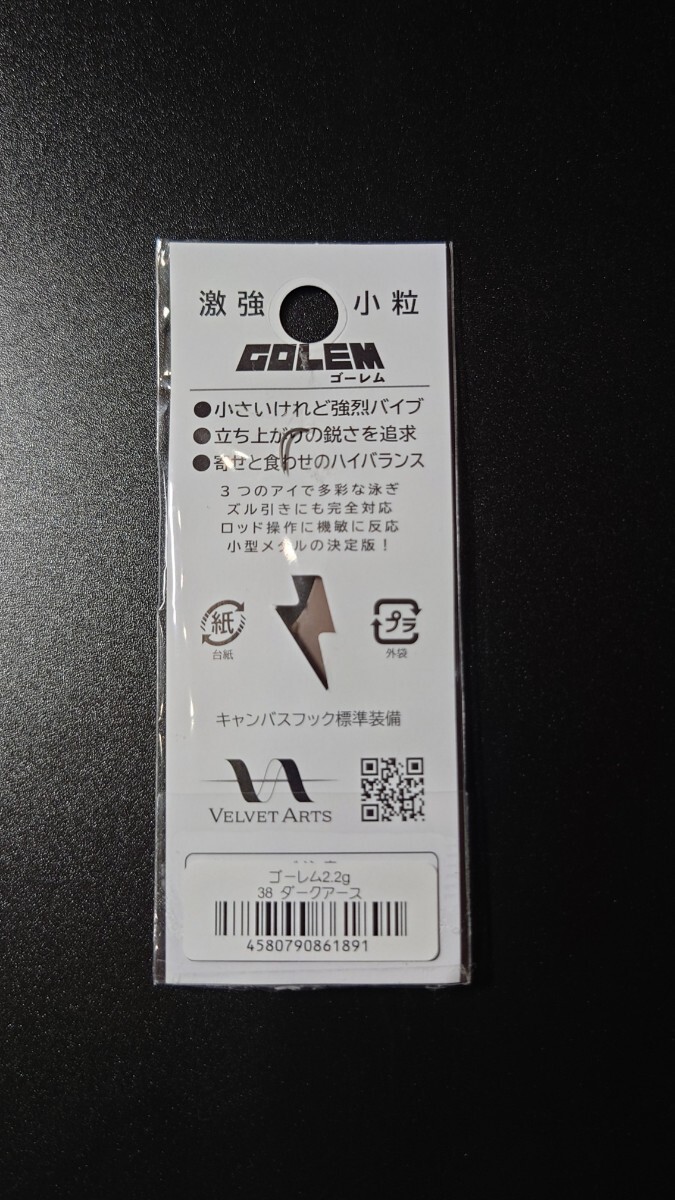 激強 小粒
GOLEM
ゴーレム
●小さいけれど強烈バイブ
●立ち上がりの鋭さを追求
●寄せと食わせのハイバランス
3つのアイで多彩な泳ぎ
ズル引きにも完全対応
ロッド操作に機敏に反応
小型メタルの決定版!
紙
台紙
プラ
外袋
キャンバスフック標準装備
VELVET ARTS
ゴーレム2.2g
38 ダークアース
4580790861891